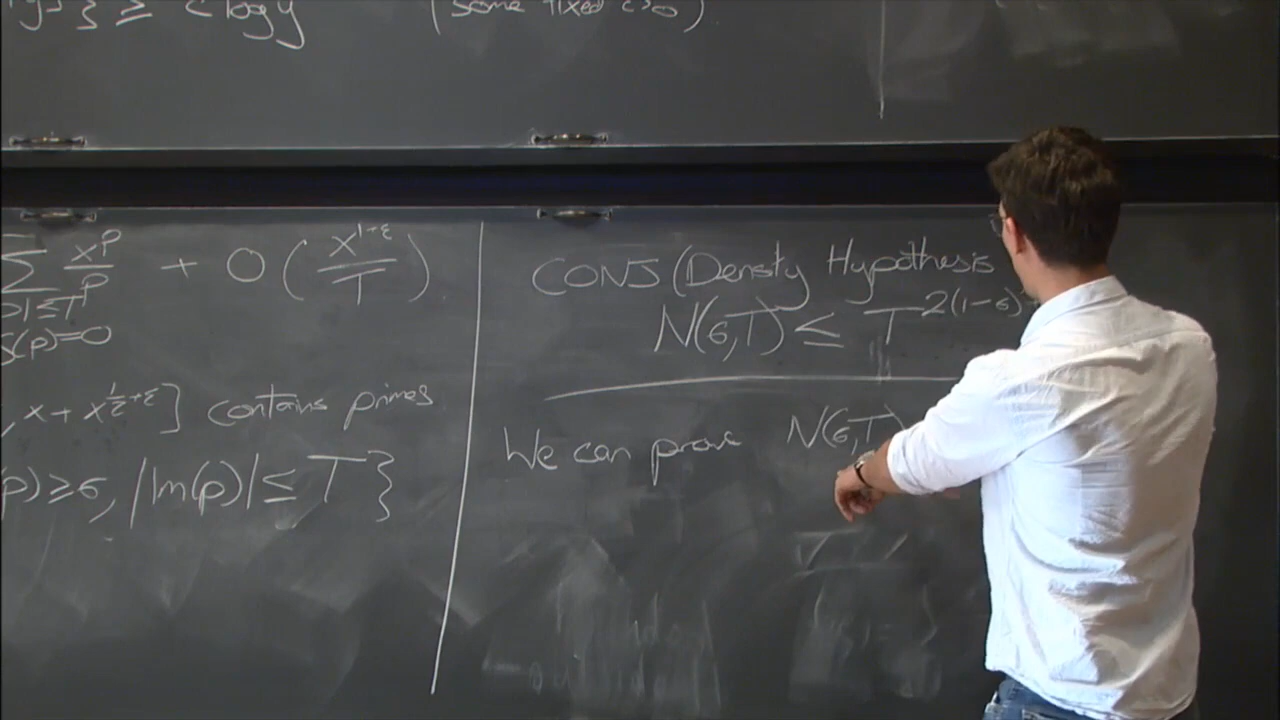 y } ≥ c log y (some fixed c>0)
∑ x^ρ/ρ + O( x^{1+ε}/T )
ρ| ≤ T
ζ(ρ)=0
, x + x^{1/2+ε} ] contains primes
ρ) ≥ σ, |Im(ρ)| ≤ T }
CONJ (Density Hypothesis
N(σ,T) ≤ T^{2(1-σ)
We can prove N(σ,T)